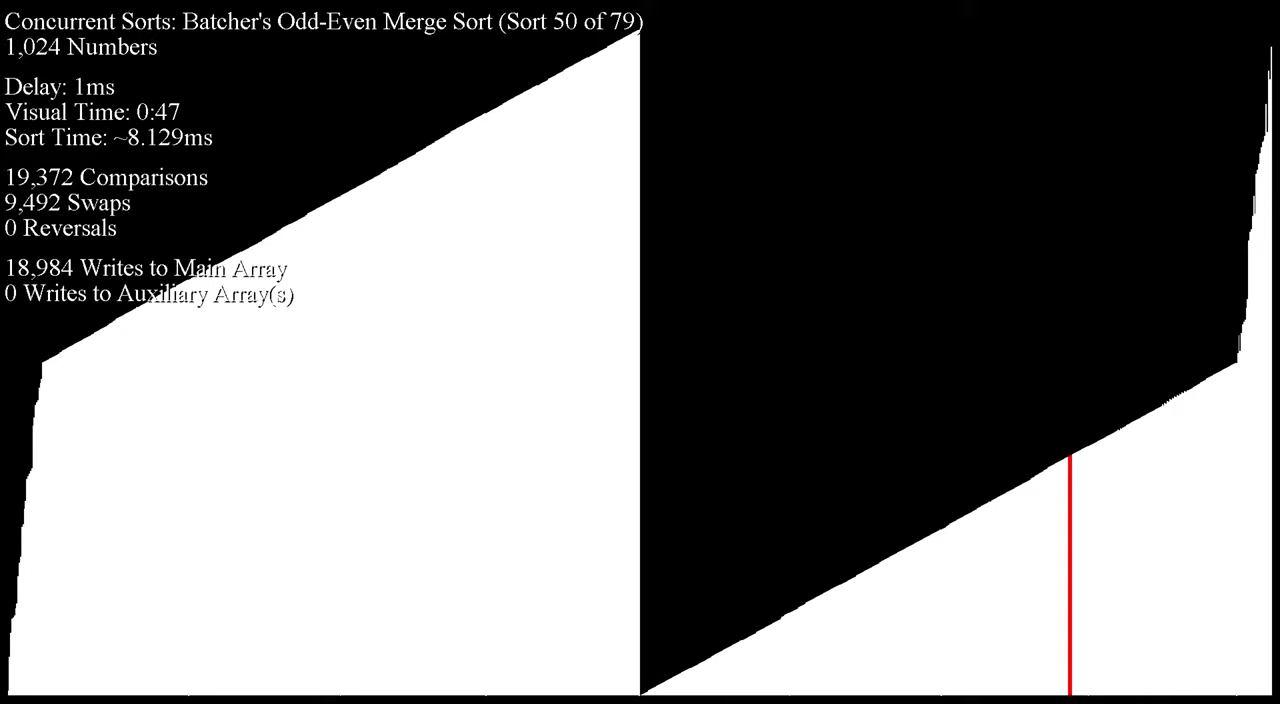 Concurrent Sorts: Batcher's Odd-Even Merge Sort (Sort 50 of 79)
1,024 Numbers
Delay: 1ms
Visual Time: 0:47
Sort Time: ~8.129ms
19,372 Comparisons
9,492 Swaps
0 Reversals
18,984 Writes to Main Array
0 Writes to Auxiliary Array(s)